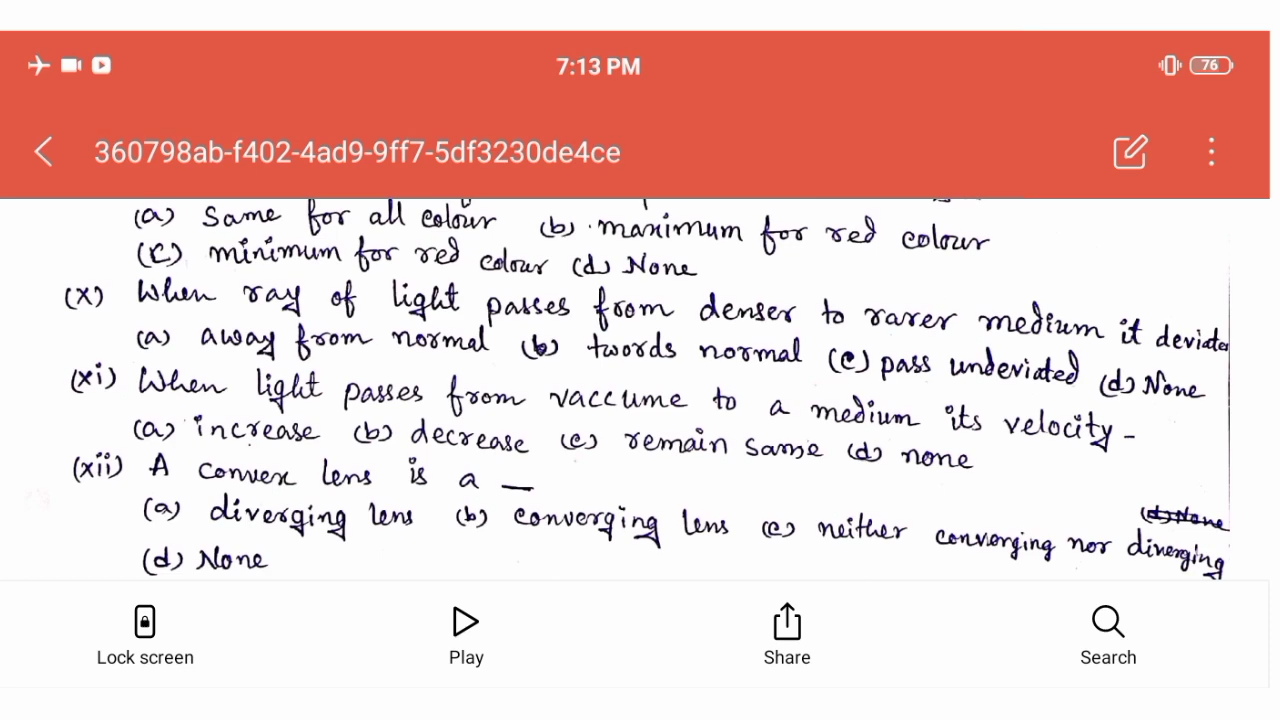 7:13 PM
76
360798ab-f402-4ad9-9ff7-5df3230de4ce
(a) Same for all colour (b) maximum for red colour
(c) minimum for red colour (d) None
(x) When ray of light passes from denser to rarer medium it deviates
(a) away from normal (b) twords normal (c) pass undeviated (d) None
(xi) When light passes from vaccume to a medium its velocity -
(a) increase (b) decrease (c) remain same (d) none
(xii) A convex lens is a —
(a) diverging lens (b) converging lens (c) neither converging nor diverging
(d) None
(d) None
Lock screen
Play
Share
Search